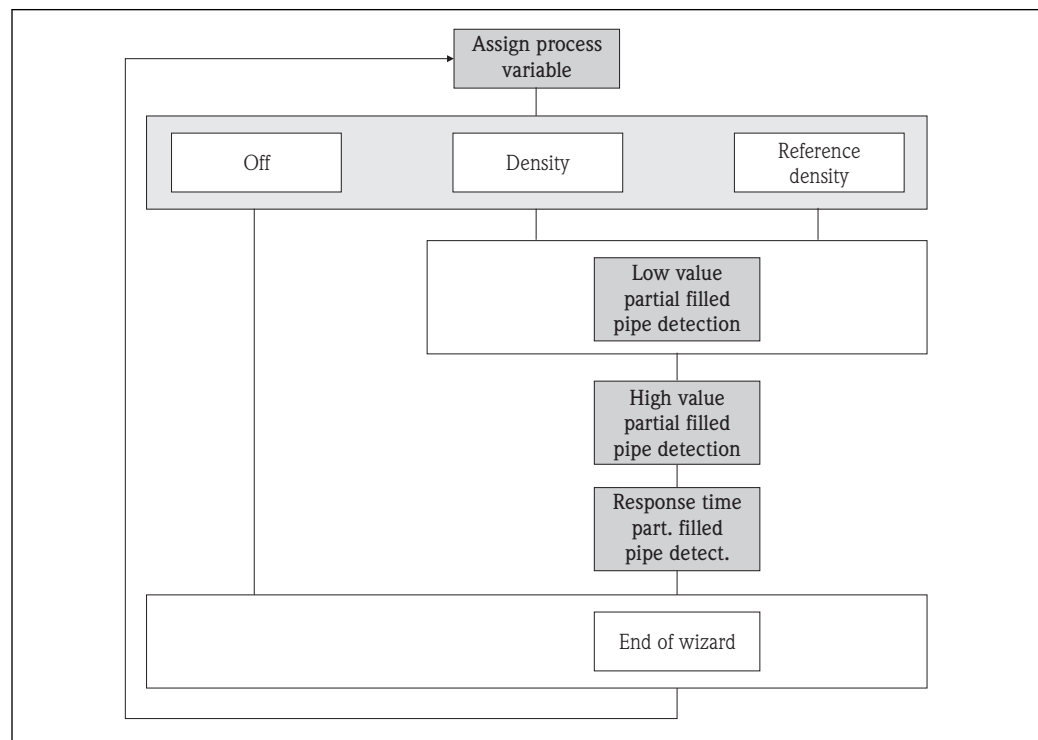 Assign process
variable
Off
Density
Reference
density
Low value
partial filled
pipe detection
High value
partial filled
pipe detection
Response time
part. filled
pipe detect.
End of wizard